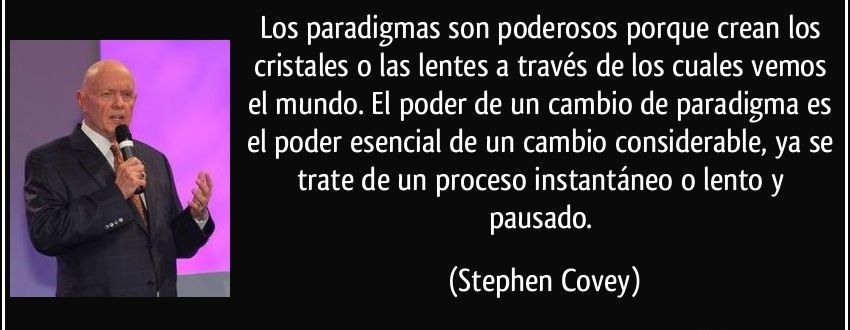 Los paradigmas son poderosos porque crean los
cristales o las lentes a través de los cuales vemos
el mundo. El poder de un cambio de paradigma es
el poder esencial de un cambio considerable, ya se
trate de un proceso instantáneo o lento y
pausado.
(Stephen Covey)